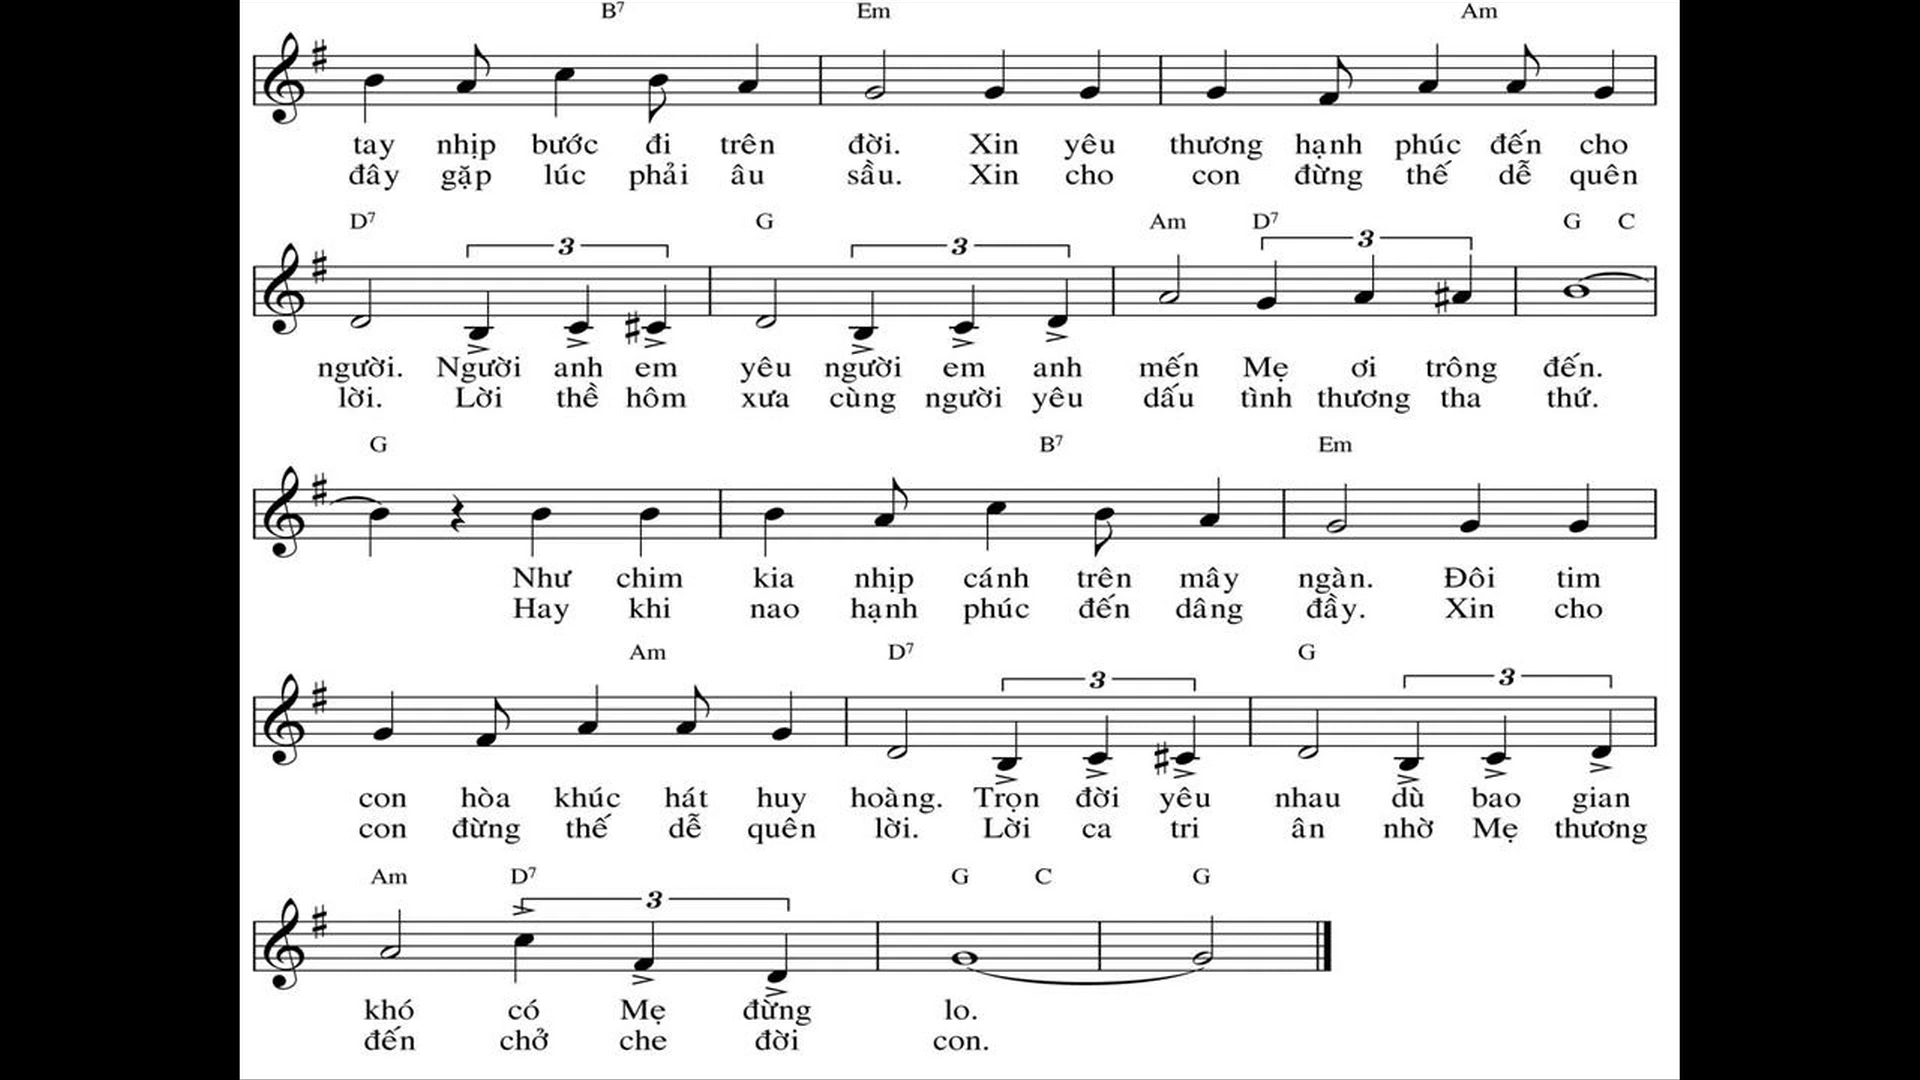 B7 Em Am
tay nhịp bước đi trên đời. Xin yêu thương hạnh phúc đến cho
đây gặp lúc phải âu sầu. Xin cho con đừng thế dễ quên
D7 G Am D7 G C
3 3 3
người. Người anh em yêu người em anh mến Mẹ ơi trông đến.
lời. Lời thề hôm xưa cùng người yêu dấu tình thương tha thứ.
G B7 Em
Như chim kia nhịp cánh trên mây ngàn. Đôi tim
Hay khi nao hạnh phúc đến dâng đầy. Xin cho
Am D7 G
3 3
con hòa khúc hát huy hoàng. Trọn đời yêu nhau dù bao gian
con đừng thế dễ quên lời. Lời ca tri ân nhờ Mẹ thương
Am D7 G C G
3
khó có Mẹ đừng lo.
đến chở che đời con.